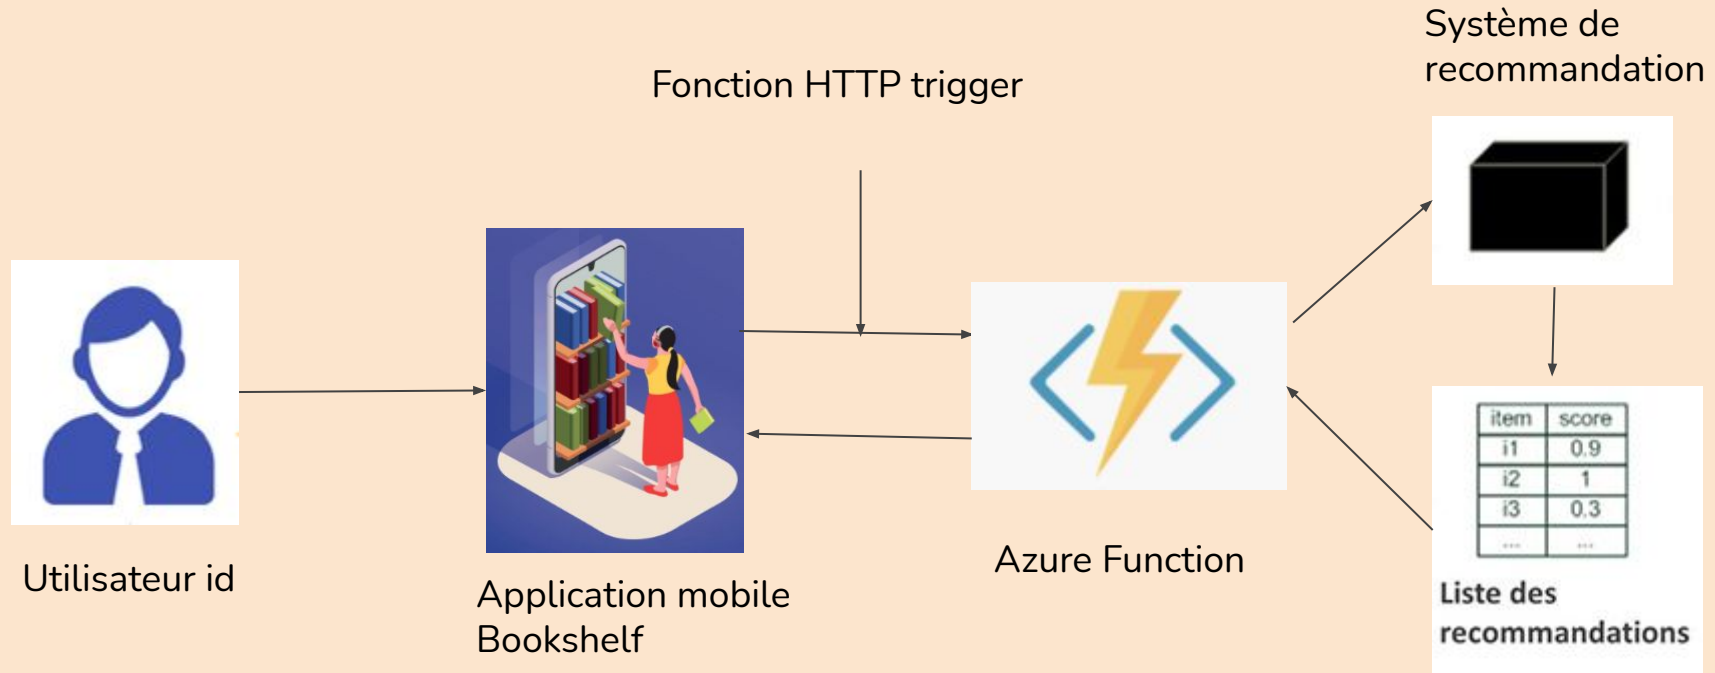 Système de
recommandation
Fonction HTTP trigger
Utilisateur id
Application mobile
Bookshelf
Azure Function
item score
i1 0.9
i2 1
i3 0.3
... ...
Liste des
recommandations